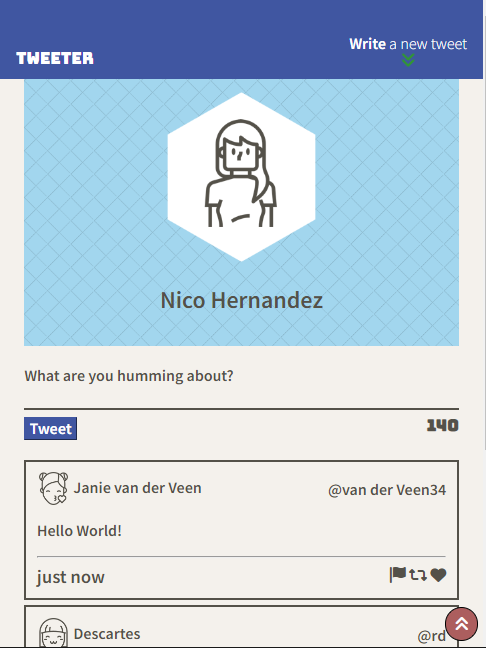 TWEETER
Write a new tweet
Nico Hernandez
What are you humming about?
Tweet
140
Janie van der Veen
@van der Veen34
Hello World!
just now
Descartes
@rd